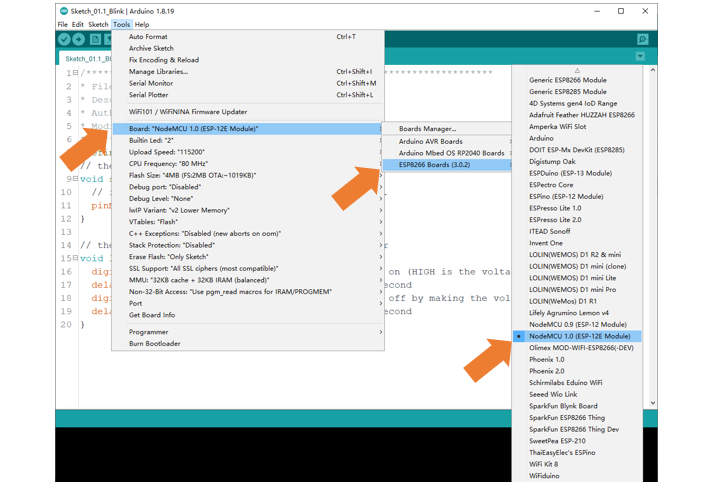 Sketch_01.1_Blink | Arduino 1.8.19
File Edit Sketch Tools Help
Sketch_01.1_Bl
Auto Format Ctrl+T
Archive Sketch
Fix Encoding & Reload
Manage Libraries... Ctrl+Shift+I
Serial Monitor Ctrl+Shift+M
Serial Plotter Ctrl+Shift+L
WiFi101 / WiFiNINA Firmware Updater
Board: "NodeMCU 1.0 (ESP-12E Module)"
Builtin Led: "2"
Upload Speed: "115200"
CPU Frequency: "80 MHz"
Flash Size: "4MB (FS:2MB OTA:~1019KB)"
Debug port: "Disabled"
Debug Level: "None"
lwIP Variant: "v2 Lower Memory"
VTables: "Flash"
C++ Exceptions: "Disabled (new aborts on oom)"
Stack Protection: "Disabled"
Erase Flash: "Only Sketch"
SSL Support: "All SSL ciphers (most compatible)"
MMU: "32KB cache + 32KB IRAM (balanced)"
Non-32-Bit Access: "Use pgm_read macros for IRAM/PROGMEM"
Port
Get Board Info
Programmer
Burn Bootloader
Boards Manager...
Arduino AVR Boards
Arduino Mbed OS RP2040 Boards
ESP8266 Boards (3.0.2)
Generic ESP8266 Module
Generic ESP8285 Module
4D Systems gen4 IoD Range
Adafruit Feather HUZZAH ESP8266
Amperka WiFi Slot
Arduino
DOIT ESP-Mx DevKit (ESP8285)
Digistump Oak
ESPDuino (ESP-13 Module)
ESPectro Core
ESPino (ESP-12 Module)
ESPresso Lite 1.0
ESPresso Lite 2.0
ITEAD Sonoff
Invent One
LOLIN(WEMOS) D1 R2 & mini
LOLIN(WEMOS) D1 mini (clone)
LOLIN(WEMOS) D1 mini Lite
LOLIN(WEMOS) D1 mini Pro
LOLIN(WeMos) D1 R1
Lifely Agrumino Lemon v4
NodeMCU 0.9 (ESP-12 Module)
NodeMCU 1.0 (ESP-12E Module)
Olimex MOD-WIFI-ESP8266(-DEV)
Phoenix 1.0
Phoenix 2.0
Schirmilabs Eduino WiFi
Seeed Wio Link
SparkFun Blynk Board
SparkFun ESP8266 Thing
SparkFun ESP8266 Thing Dev
SweetPea ESP-210
ThaiEasyElec's ESPino
WiFi Kit 8
WiFiduino
1 /**
2 * File
3 * Desc
4 * Auth
5 * Modi
// the
9 void s
10 // i
11 pinM
12 }
13
14 // the
15 void l
16 digi on (HIGH is the volta
17 dela second
18 digi off by making the vol
19 dela second
20 }